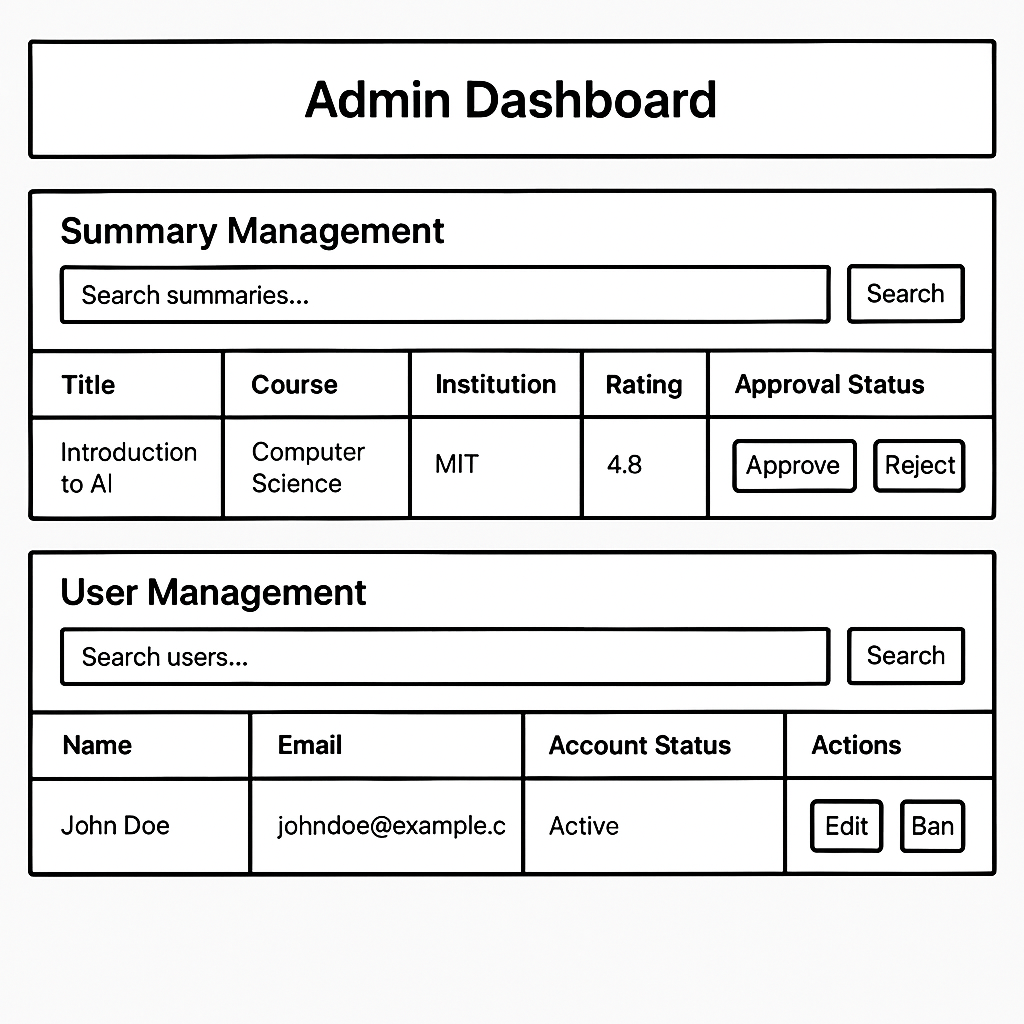 Admin Dashboard
Summary Management
Search summaries...
Search
Title
Course
Institution
Rating
Approval Status
Introduction
to AI
Computer
Science
MIT
4.8
Approve
Reject
User Management
Search users...
Search
Name
Email
Account Status
Actions
John Doe
johndoe@example.c
Active
Edit
Ban